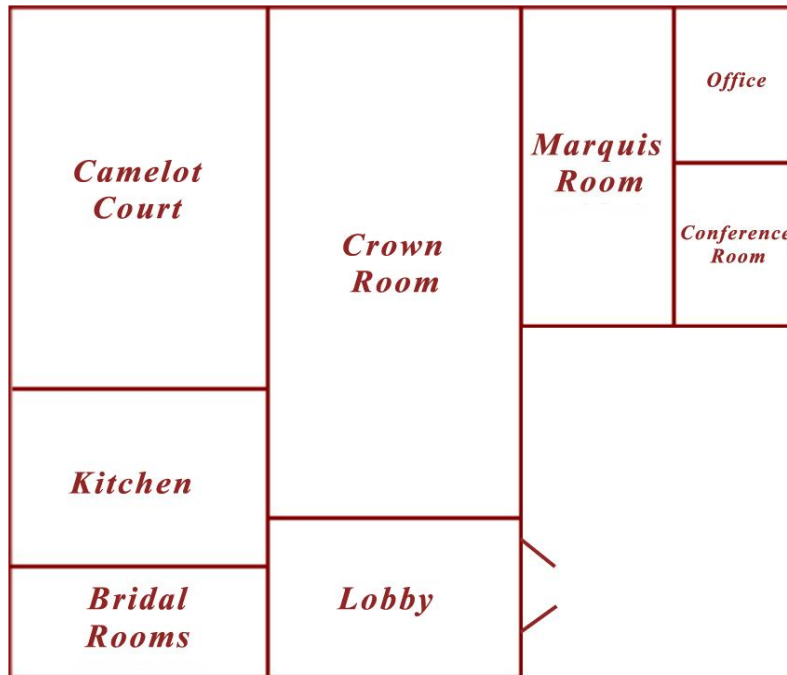 Camelot
Court
Crown
Room
Marquis
Room
Office
Conference
Room
Kitchen
Bridal
Rooms
Lobby